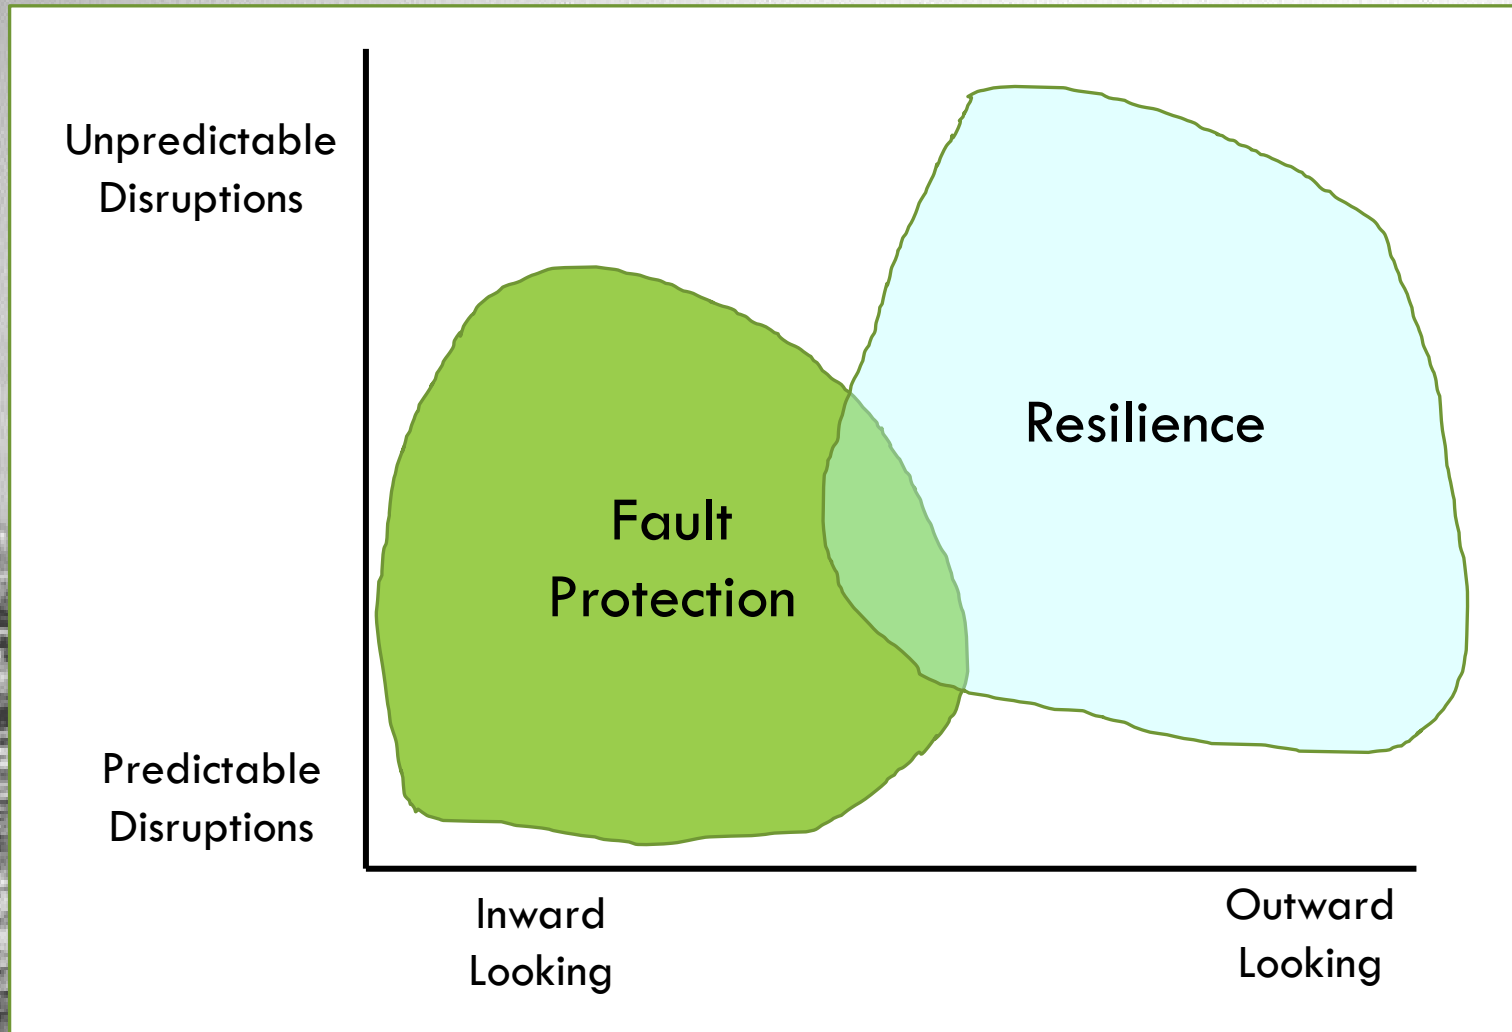 Unpredictable
Disruptions
Resilience
Fault
Protection
Predictable
Disruptions
Inward
Looking
Outward
Looking